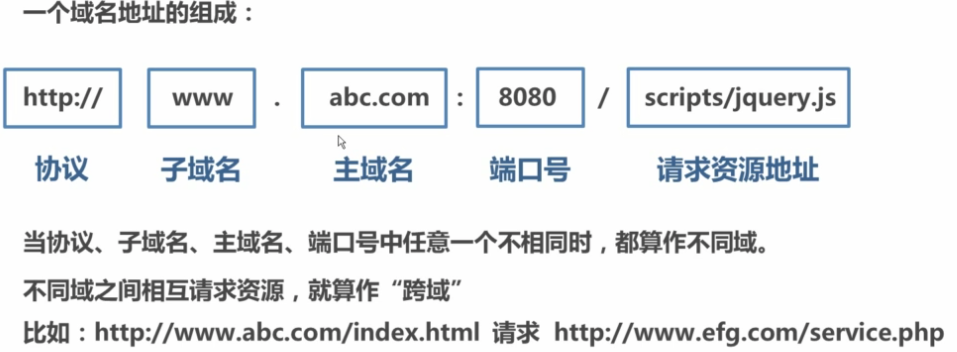 一个域名地址的组成：
http:// www . abc.com : 8080 / scripts/jquery.js
协议 子域名 主域名 端口号 请求资源地址
当协议、子域名、主域名、端口号中任意一个不相同时，都算作不同域。
不同域之间相互请求资源，就算作“跨域”
比如：http://www.abc.com/index.html 请求 http://www.efg.com/service.php